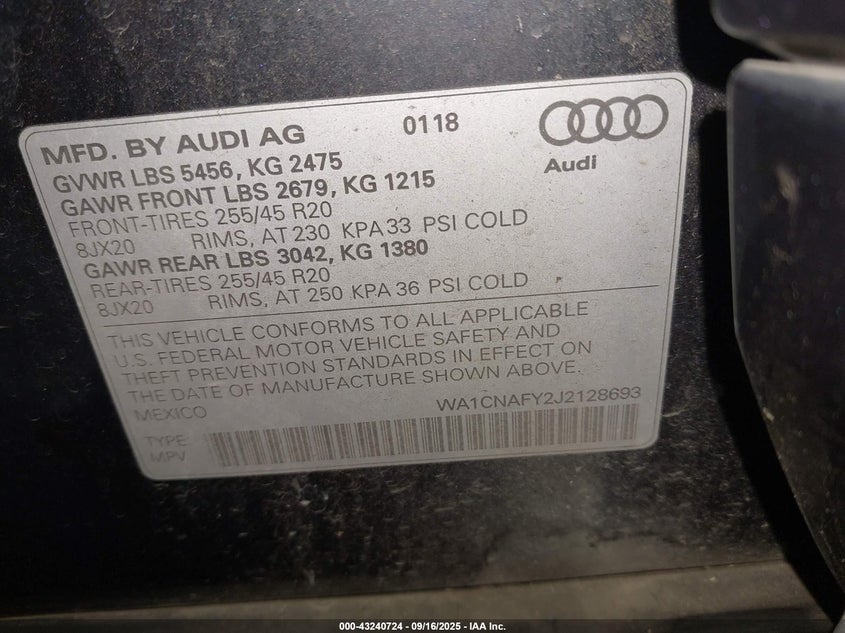 MFD. BY AUDI AG 0118
Audi
GVWR LBS 5456, KG 2475
GAWR FRONT LBS 2679, KG 1215
FRONT-TIRES 255/45 R20
8JX20 RIMS, AT 230 KPA 33 PSI COLD
GAWR REAR LBS 3042, KG 1380
REAR-TIRES 255/45 R20
8JX20 RIMS, AT 250 KPA 36 PSI COLD
THIS VEHICLE CONFORMS TO ALL APPLICABLE
U.S. FEDERAL MOTOR VEHICLE SAFETY AND
THEFT PREVENTION STANDARDS IN EFFECT ON
THE DATE OF MANUFACTURE SHOWN ABOVE.
MEXICO WA1CNAFY2J2128693
TYPE
MPV
000-43240724 - 09/16/2025 - IAA Inc.